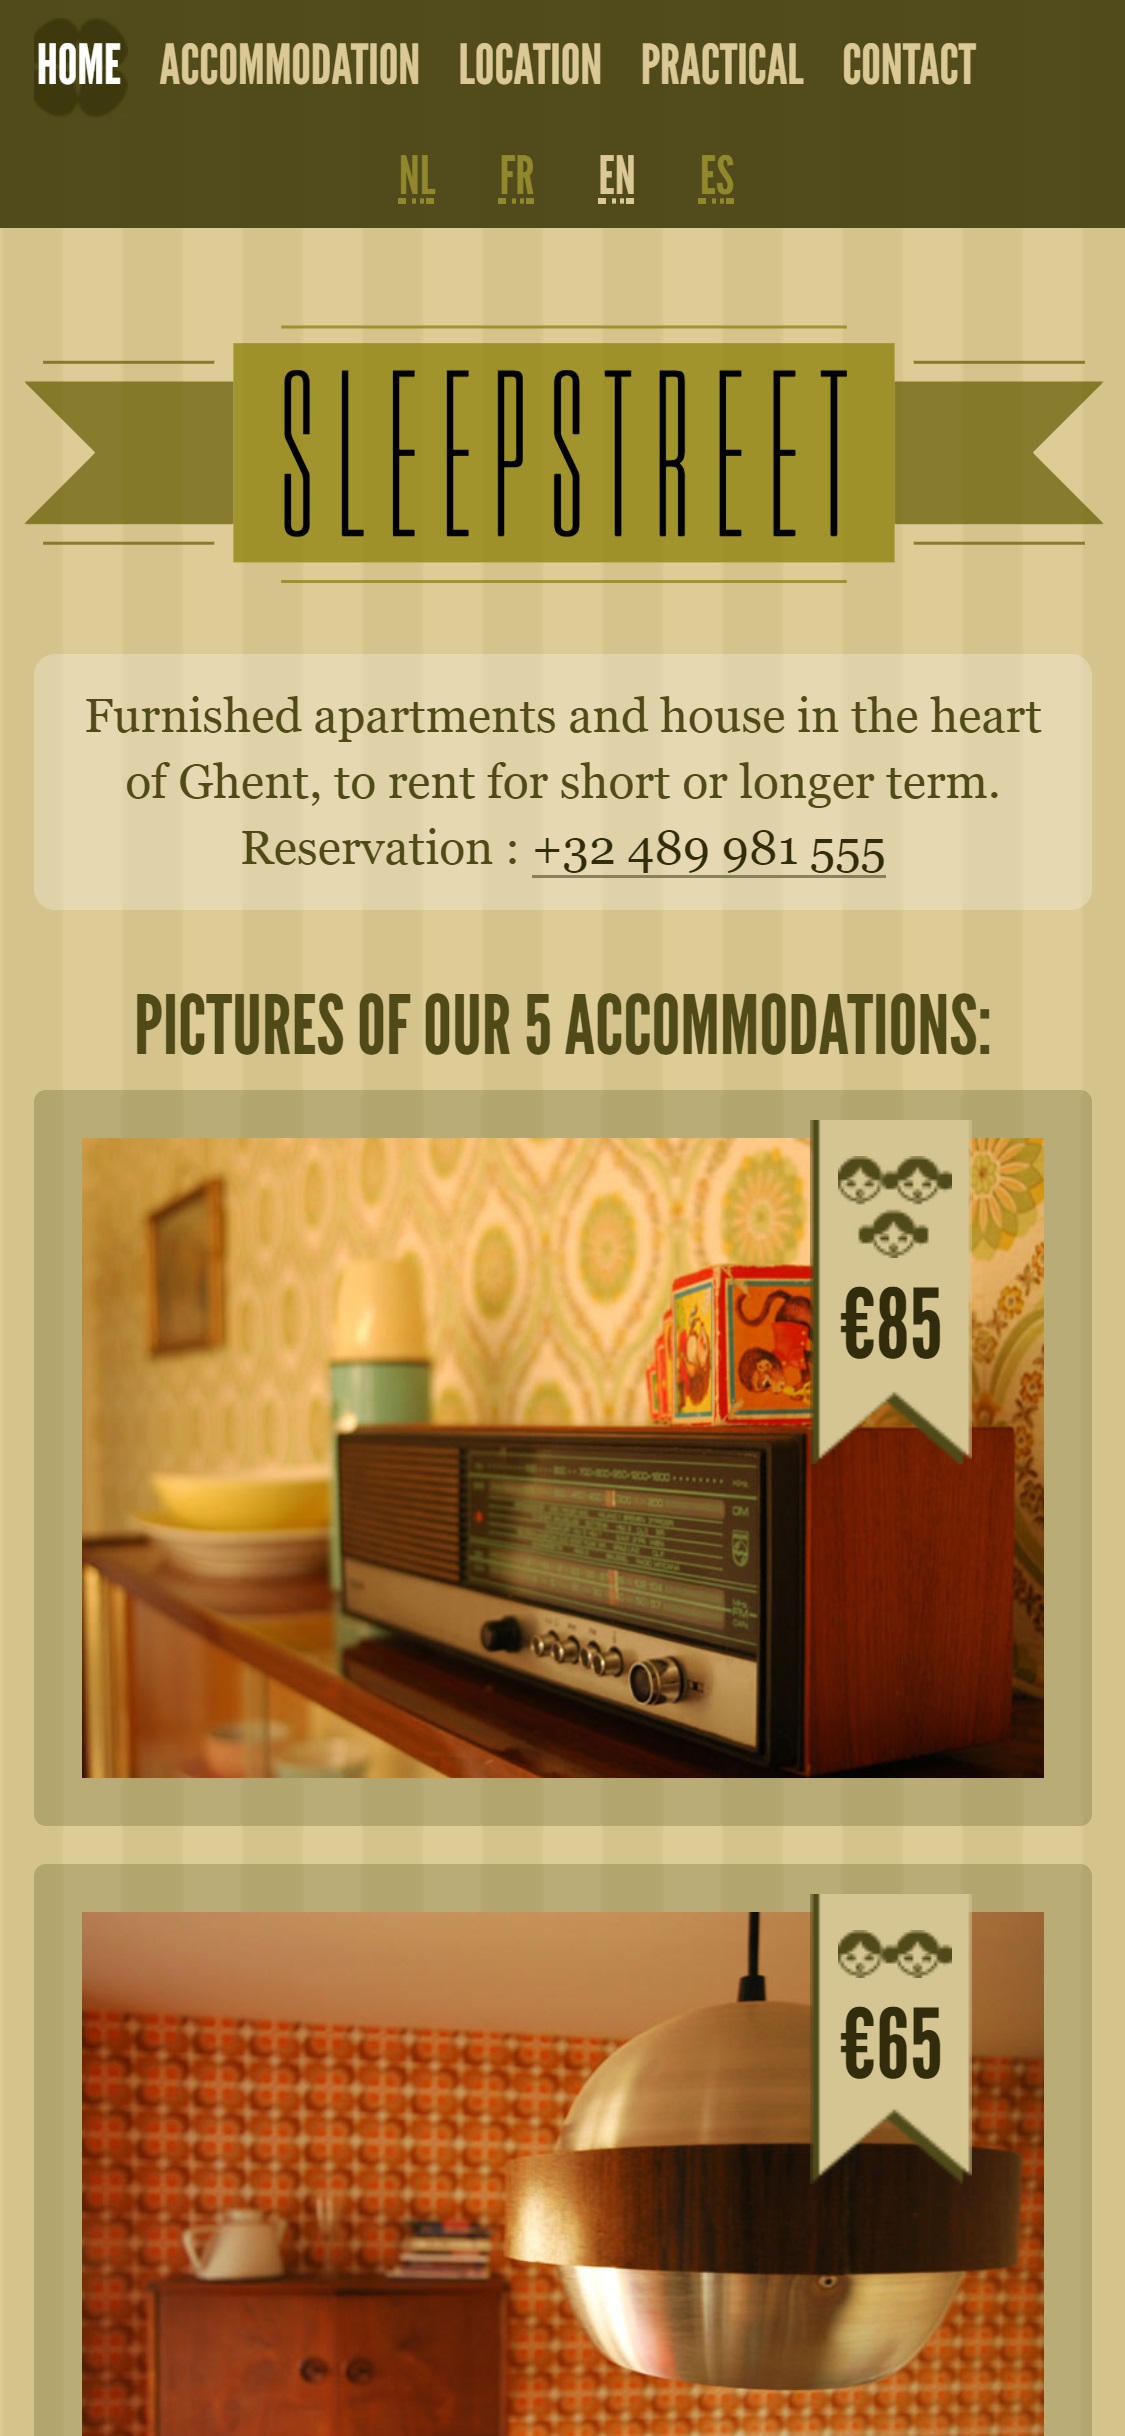 HOME ACCOMMODATION LOCATION PRACTICAL CONTACT
NL FR EN ES
SLEEPSTREET
Furnished apartments and house in the heart
of Ghent, to rent for short or longer term.
Reservation : +32 489 981 555
PICTURES OF OUR 5 ACCOMMODATIONS:
€85
€65